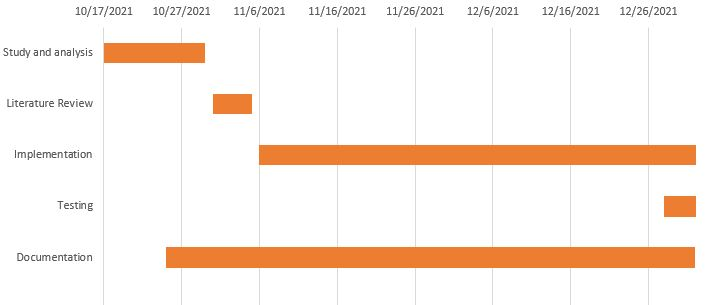 10/17/2021 10/27/2021 11/6/2021 11/16/2021 11/26/2021 12/6/2021 12/16/2021 12/26/2021
Study and analysis
Literature Review
Implementation
Testing
Documentation